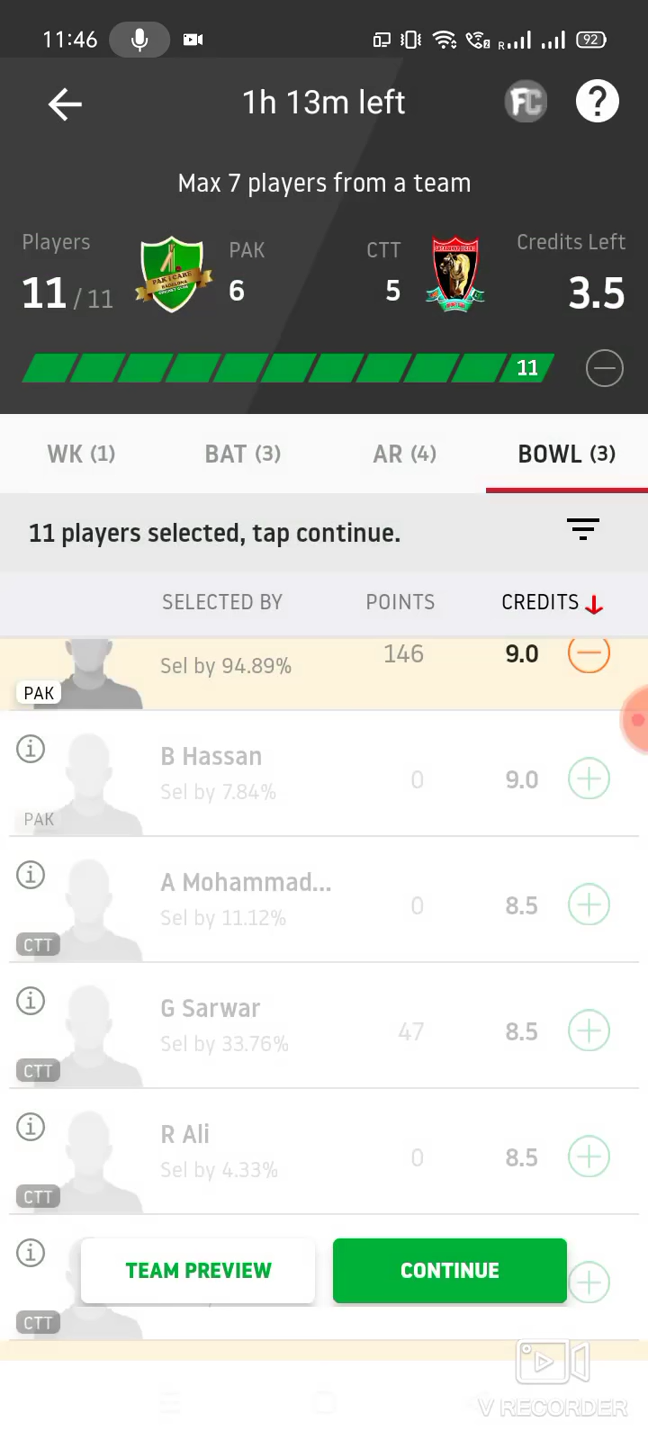 11:46 92
1h 13m left FC ?
Max 7 players from a team
Players PAK CTT Credits Left
11 / 11 6 5 3.5
11
WK (1) BAT (3) AR (4) BOWL (3)
11 players selected, tap continue.
SELECTED BY POINTS CREDITS
Sel by 94.89% 146 9.0
PAK
B Hassan
Sel by 7.84% 0 9.0
PAK
A Mohammad...
Sel by 11.12% 0 8.5
CTT
G Sarwar
Sel by 33.76% 47 8.5
CTT
R Ali
Sel by 4.33% 0 8.5
CTT
TEAM PREVIEW CONTINUE
CTT
V RECORDER